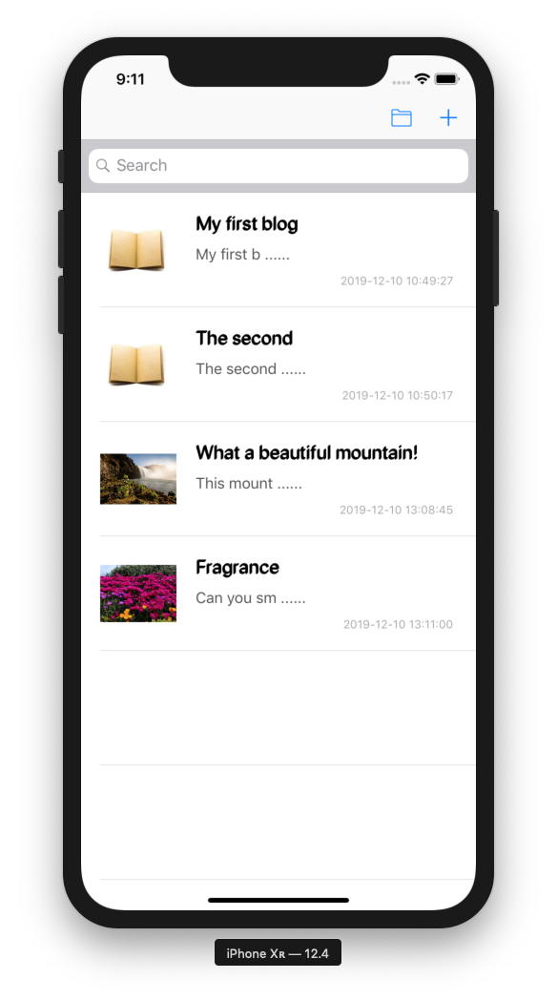 9:11
Search
My first blog
My first b ......
2019-12-10 10:49:27
The second
The second ......
2019-12-10 10:50:17
What a beautiful mountain!
This mount ......
2019-12-10 13:08:45
Fragrance
Can you sm ......
2019-12-10 13:11:00
iPhone Xʀ — 12.4